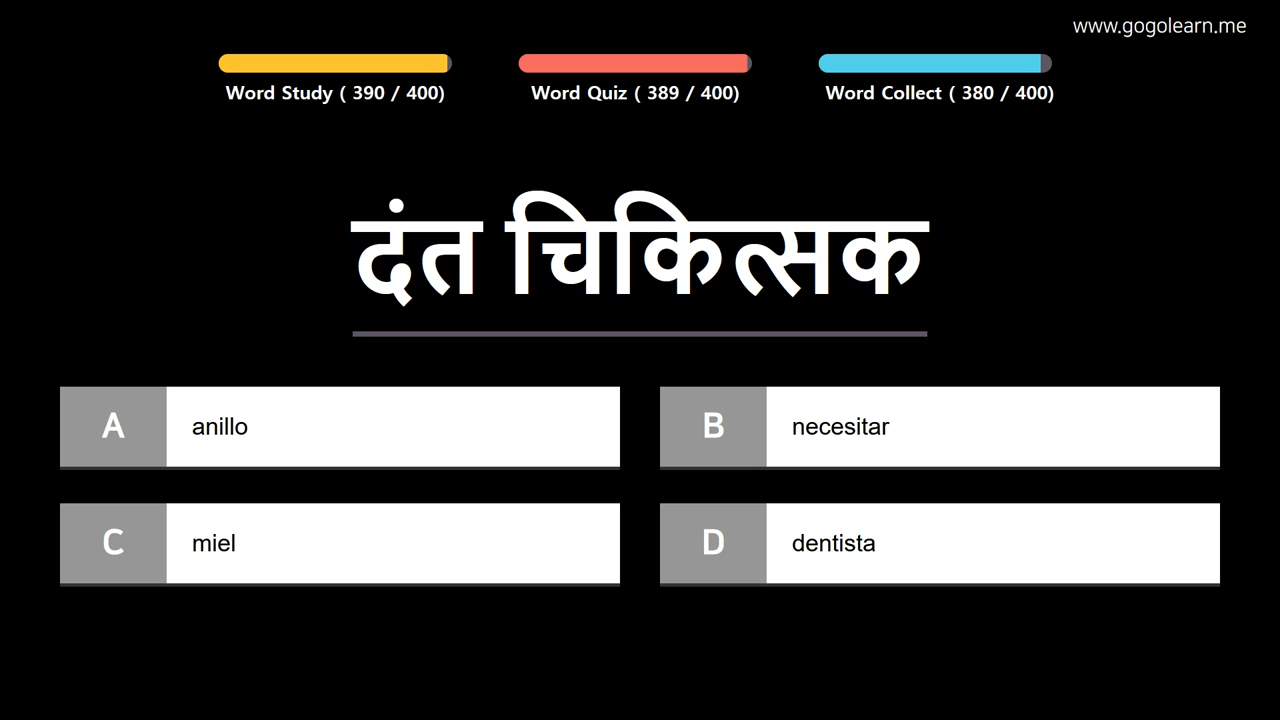 www.gogolearn.me
Word Study ( 390 / 400)
Word Quiz ( 389 / 400)
Word Collect ( 380 / 400)
दंत चिकित्सक
A anillo
B necesitar
C miel
D dentista